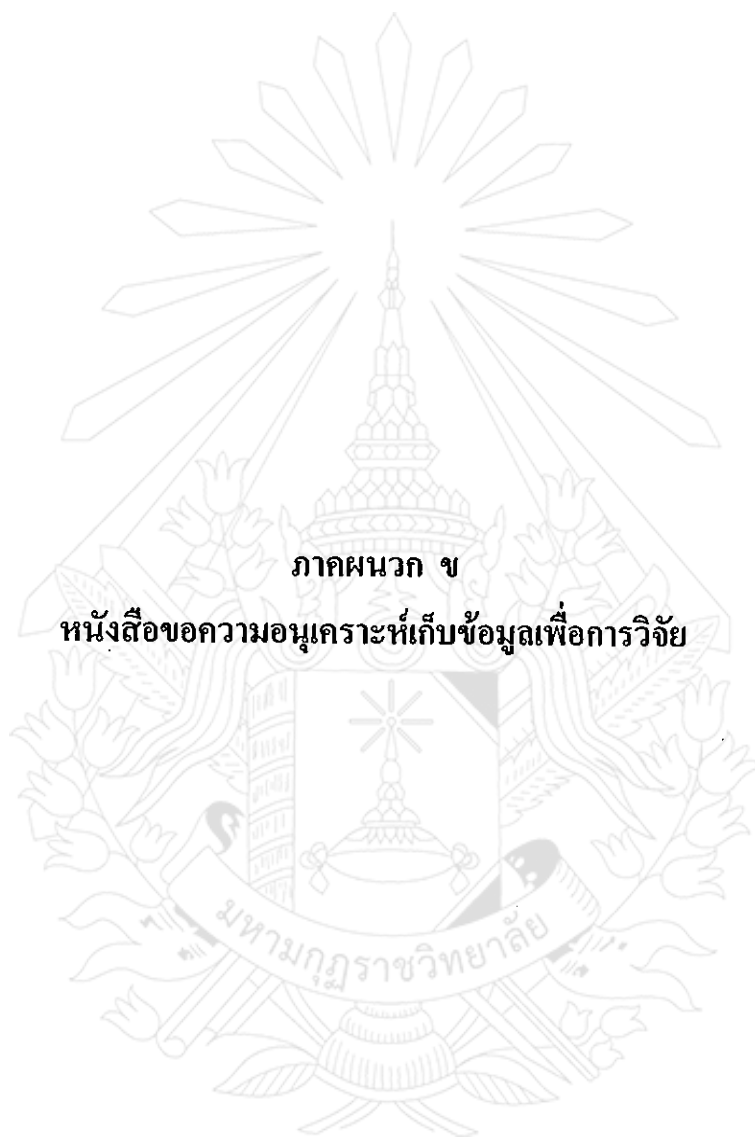 ภาคผนวก ข
หนังสือขอความอนุเคราะห์เก็บข้อมูลเพื่อการวิจัย
มหามกุฏราชวิทยาลัย